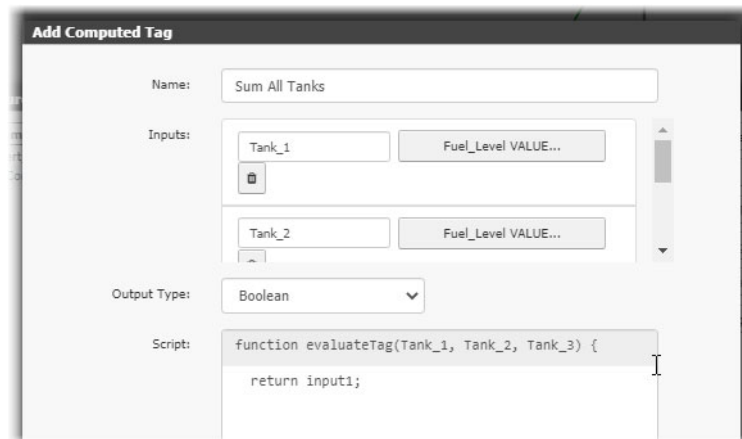 Add Computed Tag
Name:
Sum All Tanks
Inputs:
Tank_1
Fuel_Level VALUE...
Tank_2
Fuel_Level VALUE...
Output Type:
Boolean
Script:
function evaluateTag(Tank_1, Tank_2, Tank_3) {
return input1;